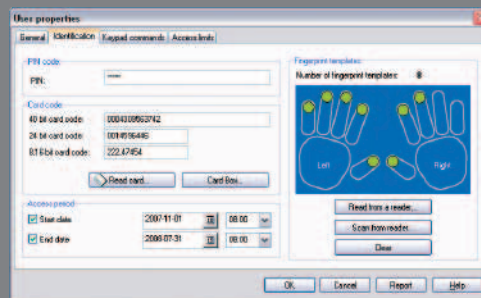 User properties
General Identification Keypad commands Access limits
PIN code
PIN:
Card code
40 bit card code: 0004309963742
24 bit card code: 0014596446
8.16 bit card code: 222.47454
Read card... Card Box...
Access period
Start date 2007-11-01 08:00
End date 2008-07-31 08:00
Fingerprint templates
Number of fingerprint templates: 8
Left Right
Read from a reader...
Scan from reader
Clear
OK Cancel Report Help